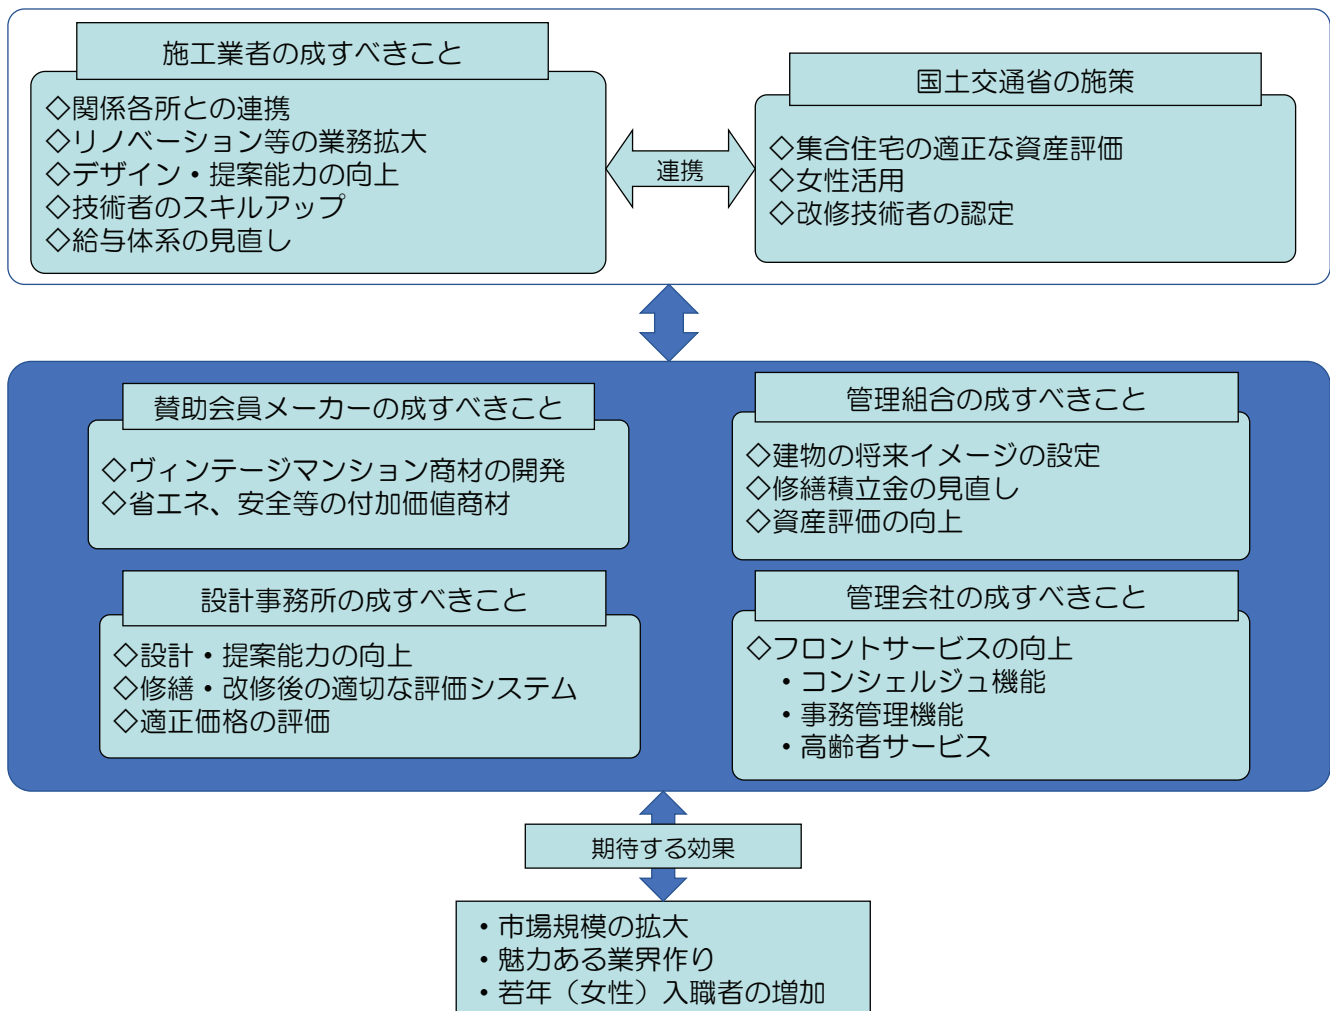 施工業者の成すべきこと
◇関係各所との連携
◇リノベーション等の業務拡大
◇デザイン・提案能力の向上
◇技術者のスキルアップ
◇給与体系の見直し
連携
国土交通省の施策
◇集合住宅の適正な資産評価
◇女性活用
◇改修技術者の認定
賛助会員メーカーの成すべきこと
◇ヴィンテージマンション商材の開発
◇省エネ、安全等の付加価値商材
管理組合の成すべきこと
◇建物の将来イメージの設定
◇修繕積立金の見直し
◇資産評価の向上
設計事務所の成すべきこと
◇設計・提案能力の向上
◇修繕・改修後の適切な評価システム
◇適正価格の評価
管理会社の成すべきこと
◇フロントサービスの向上
・コンシェルジュ機能
・事務管理機能
・高齢者サービス
期待する効果
・市場規模の拡大
・魅力ある業界作り
・若年（女性）入職者の増加